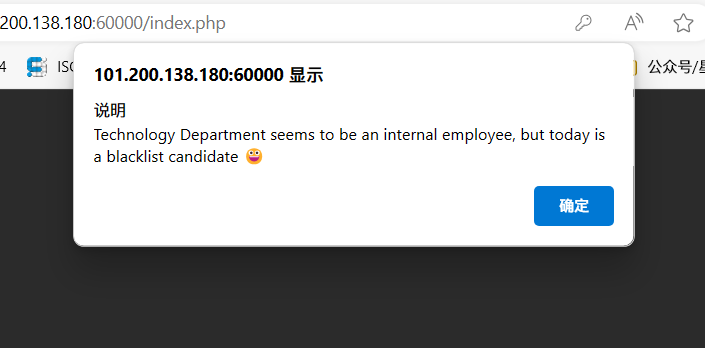 200.138.180:60000/index.php
4 ISC 公众号/星
101.200.138.180:60000 显示
说明
Technology Department seems to be an internal employee, but today is
a blacklist candidate 😀
确定